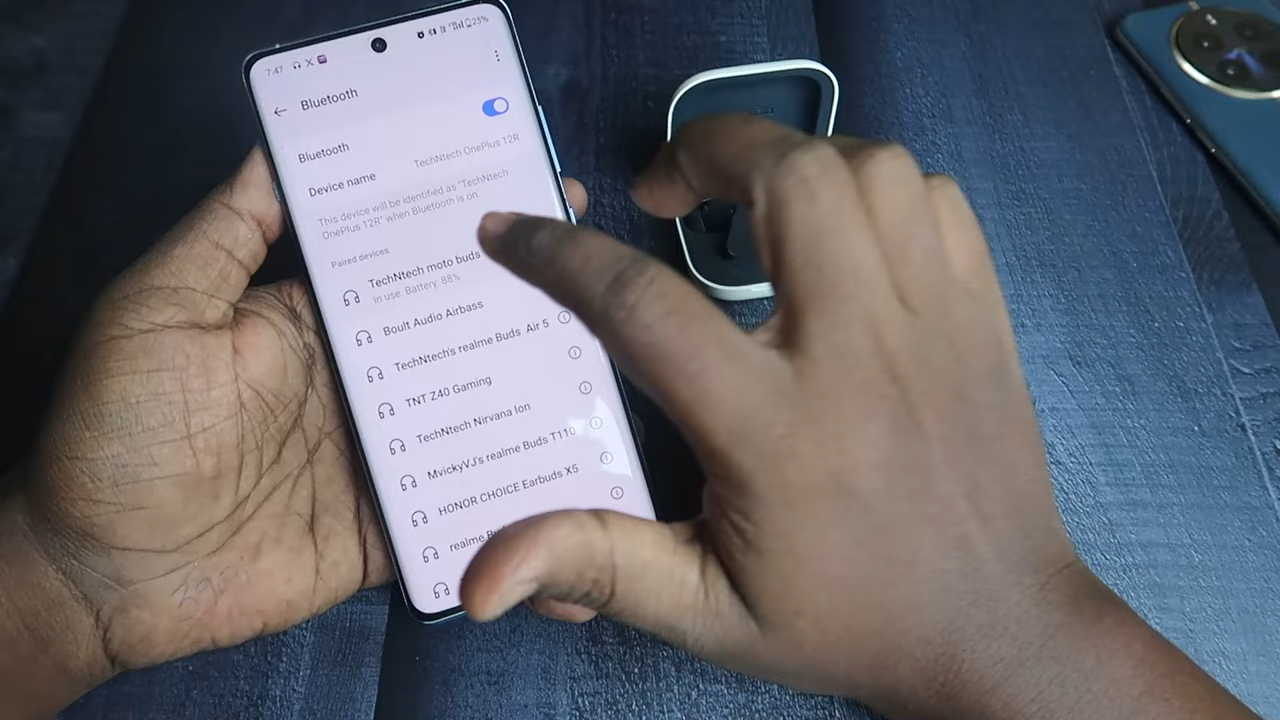 7:47
23%
Bluetooth
Bluetooth
Device name
TechNtech OnePlus 12R
This device will be identified as "TechNtech
OnePlus 12R" when Bluetooth is on.
Paired devices
TechNtech moto buds
In use. Battery: 88%
Boult Audio Airbass
TechNtech's realme Buds Air 5
TNT Z40 Gaming
TechNtech Nirvana Ion
MvickyVJ's realme Buds T110
HONOR CHOICE Earbuds X5
realme